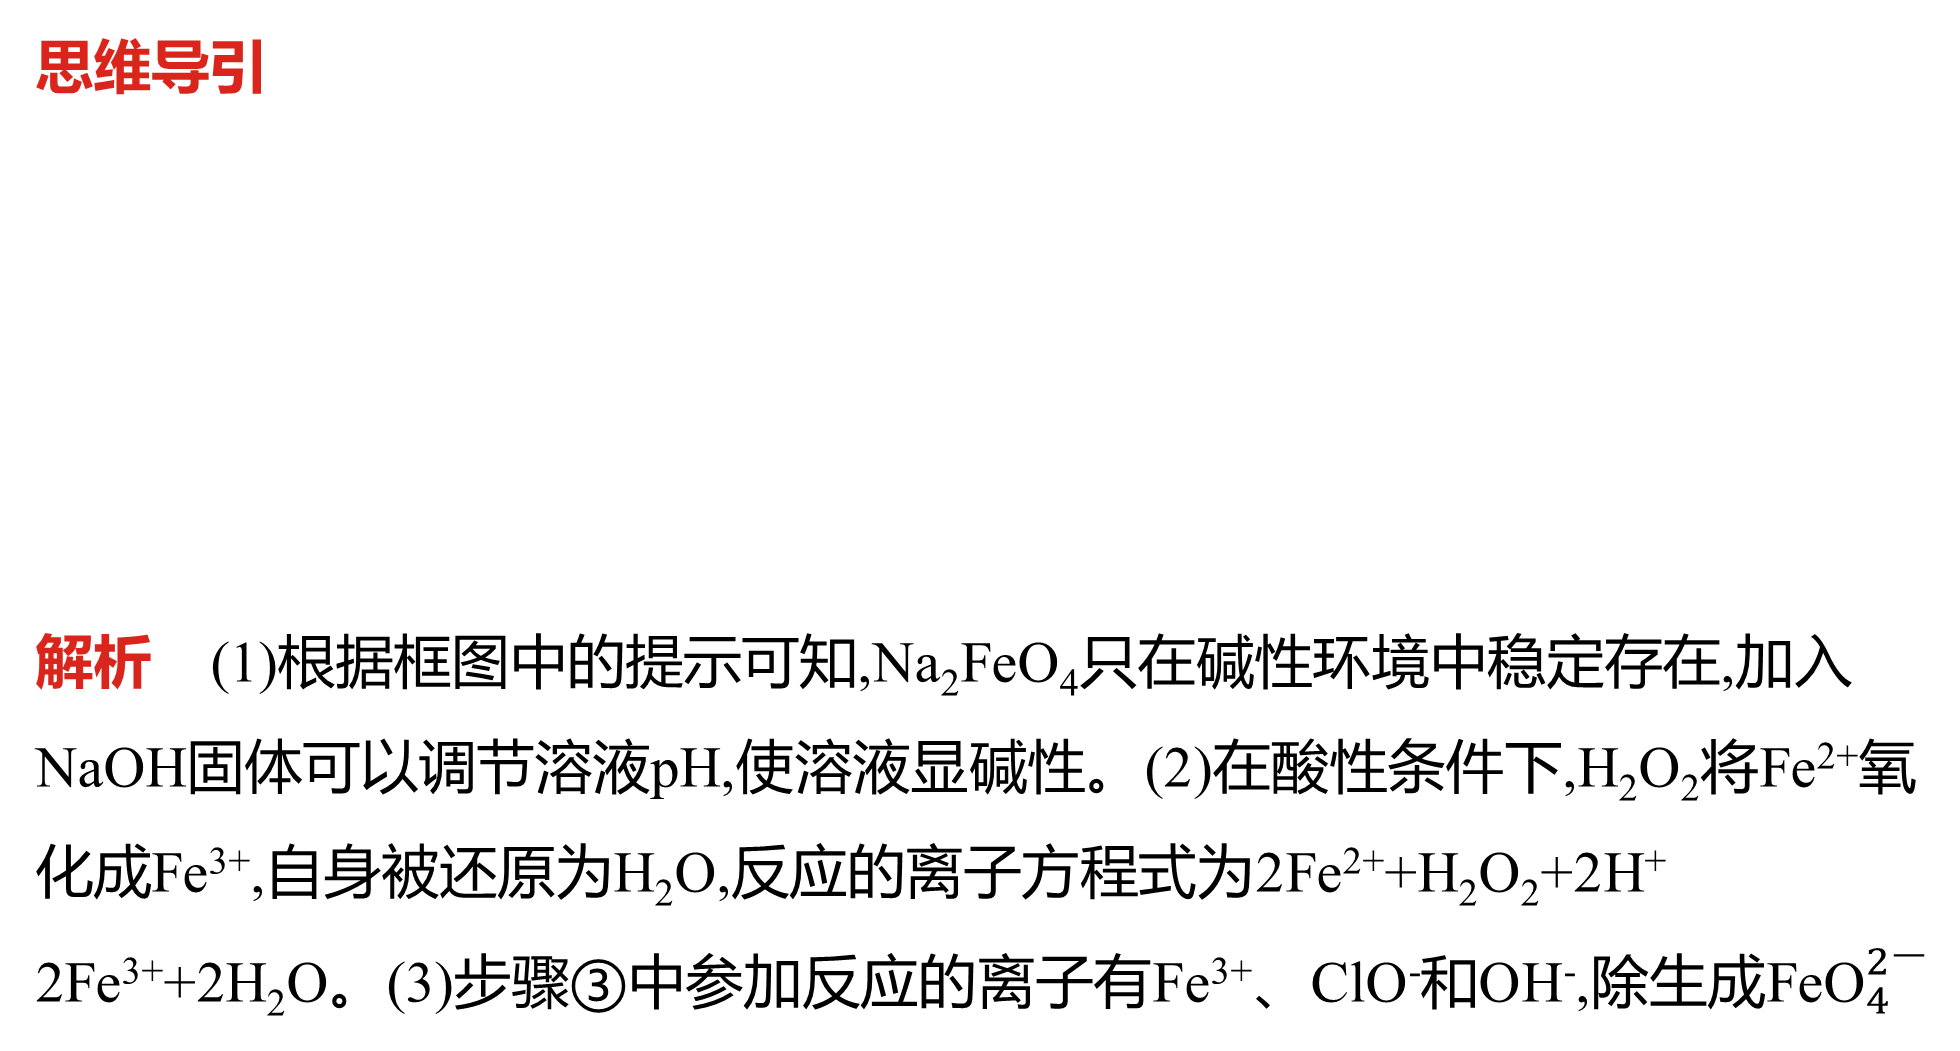 思维导引
解析 (1)根据框图中的提示可知,Na₂FeO₄只在碱性环境中稳定存在,加入
NaOH固体可以调节溶液pH,使溶液显碱性。(2)在酸性条件下,H₂O₂将Fe²⁺氧
化成Fe³⁺,自身被还原为H₂O,反应的离子方程式为2Fe²⁺+H₂O₂+2H⁺
2Fe³⁺+2H₂O。(3)步骤③中参加反应的离子有Fe³⁺、ClO⁻和OH⁻,除生成FeO₄²⁻